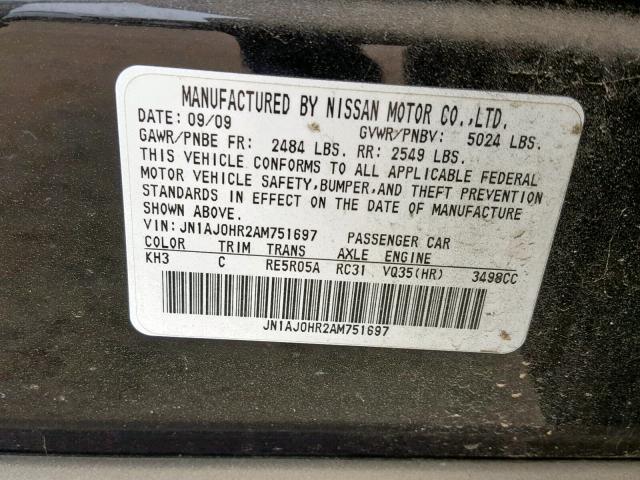 MANUFACTURED BY NISSAN MOTOR CO.,LTD.
DATE: 09/09 GVWR/PNBV: 5024 LBS.
GAWR/PNBE FR: 2484 LBS. RR: 2549 LBS.
THIS VEHICLE CONFORMS TO ALL APPLICABLE FEDERAL
MOTOR VEHICLE SAFETY,BUMPER,AND THEFT PREVENTION
STANDARDS IN EFFECT ON THE DATE OF MANUFACTURE
SHOWN ABOVE.
VIN: JN1AJ0HR2AM751697 PASSENGER CAR
COLOR TRIM TRANS AXLE ENGINE
KH3 C RE5R05A RC31 VQ35(HR) 3498CC
JN1AJ0HR2AM751697